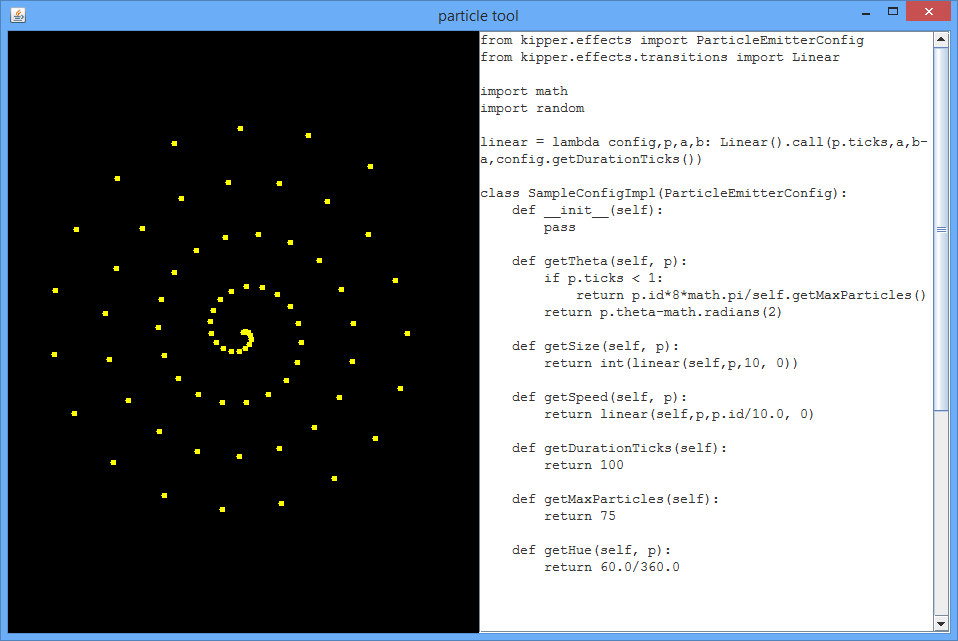 particle tool
from kipper.effects import ParticleEmitterConfig
from kipper.effects.transitions import Linear
import math
import random
linear = lambda config,p,a,b: Linear().call(p.ticks,a,b-
a,config.getDurationTicks())
class SampleConfigImpl(ParticleEmitterConfig):
    def __init__(self):
        pass
    def getTheta(self, p):
        if p.ticks < 1:
            return p.id*8*math.pi/self.getMaxParticles()
        return p.theta-math.radians(2)
    def getSize(self, p):
        return int(linear(self,p,10, 0))
    def getSpeed(self, p):
        return linear(self,p,p.id/10.0, 0)
    def getDurationTicks(self):
        return 100
    def getMaxParticles(self):
        return 75
    def getHue(self, p):
        return 60.0/360.0